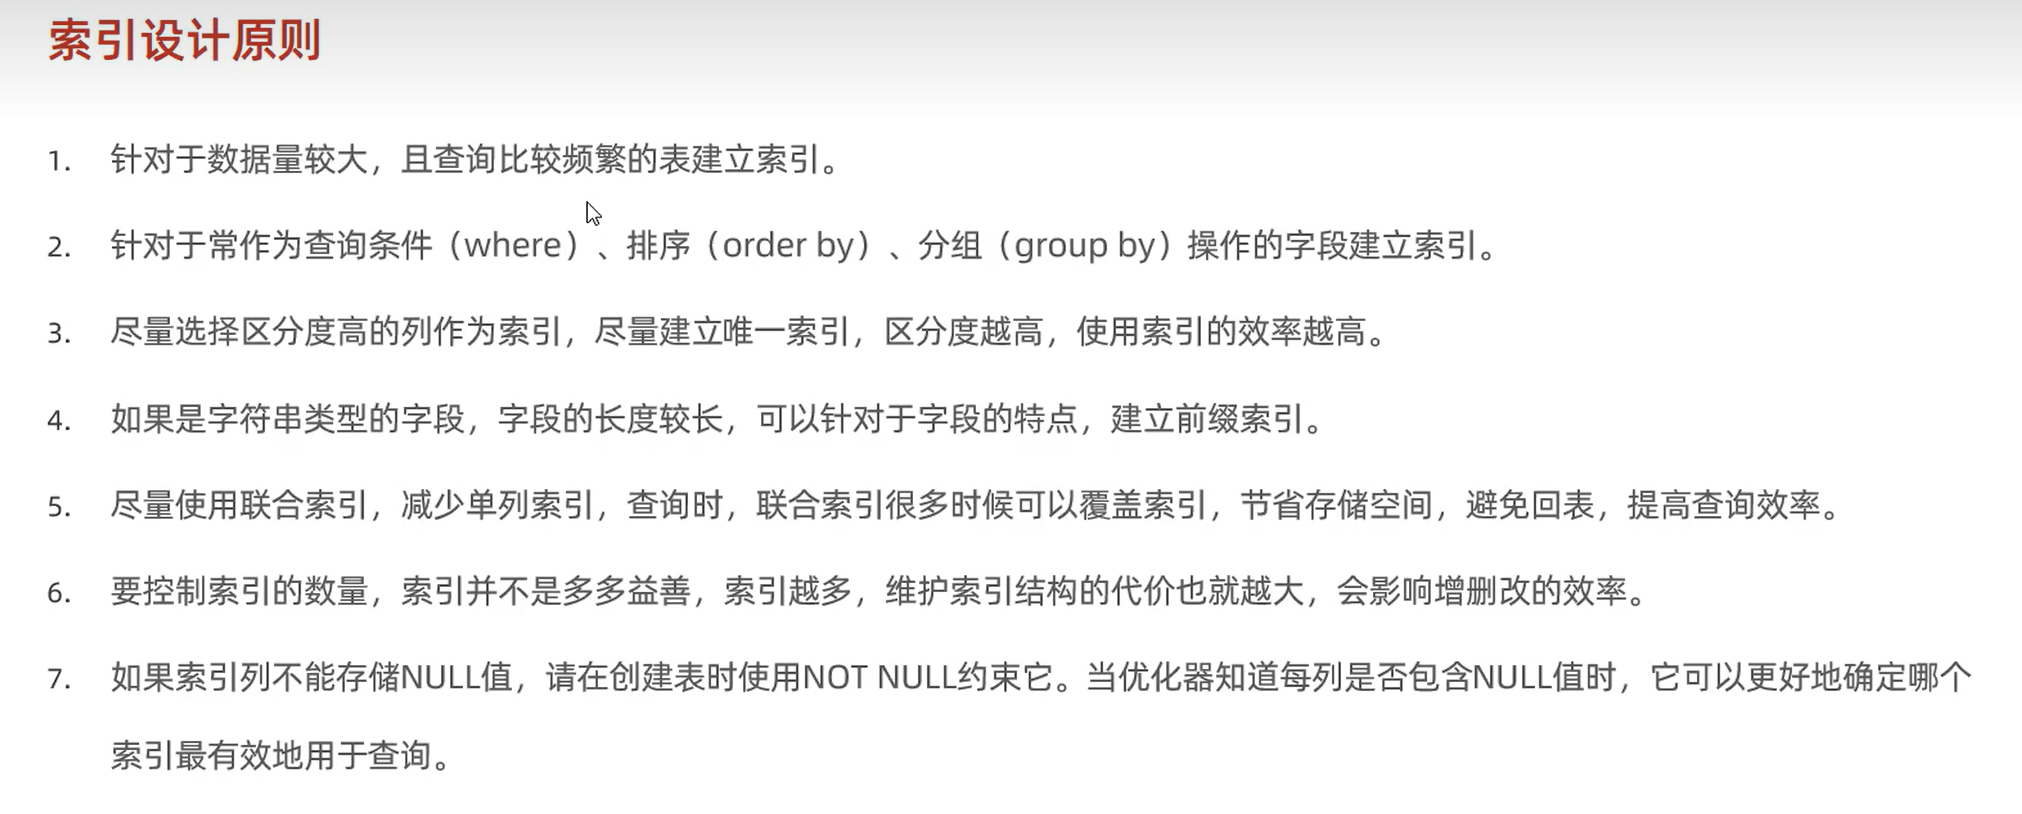 索引设计原则
1. 针对于数据量较大，且查询比较频繁的表建立索引。
2. 针对于常作为查询条件（where）、排序（order by）、分组（group by）操作的字段建立索引。
3. 尽量选择区分度高的列作为索引，尽量建立唯一索引，区分度越高，使用索引的效率越高。
4. 如果是字符串类型的字段，字段的长度较长，可以针对于字段的特点，建立前缀索引。
5. 尽量使用联合索引，减少单列索引，查询时，联合索引很多时候可以覆盖索引，节省存储空间，避免回表，提高查询效率。
6. 要控制索引的数量，索引并不是多多益善，索引越多，维护索引结构的代价也就越大，会影响增删改的效率。
7. 如果索引列不能存储NULL值，请在创建表时使用NOT NULL约束它。当优化器知道每列是否包含NULL值时，它可以更好地确定哪个
索引最有效地用于查询。